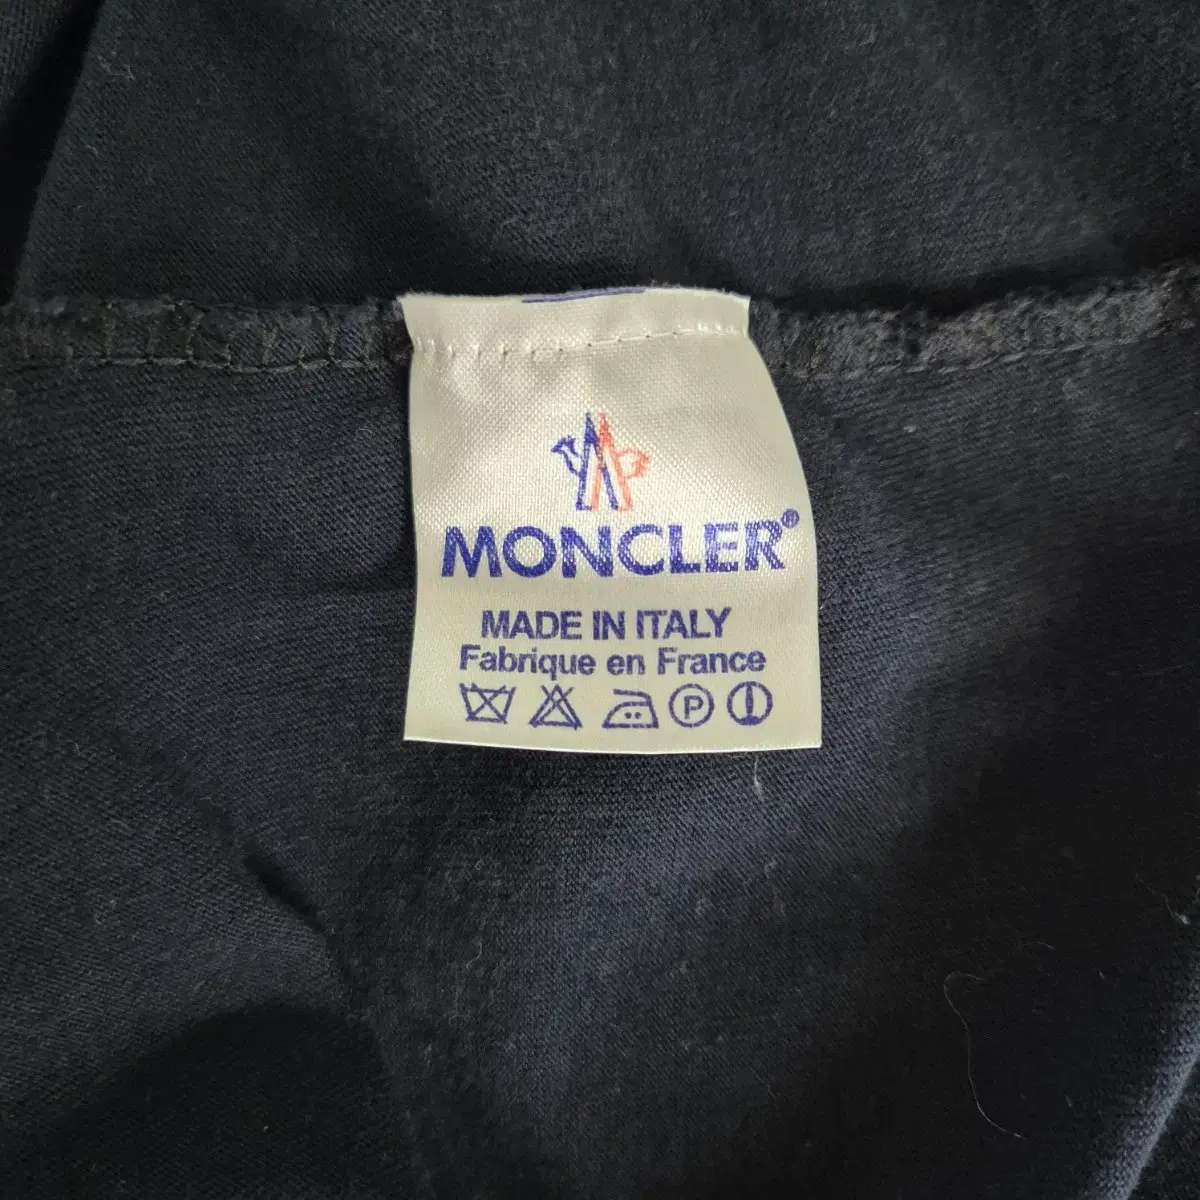 MONCLER®
MADE IN ITALY
Fabrique en France
P